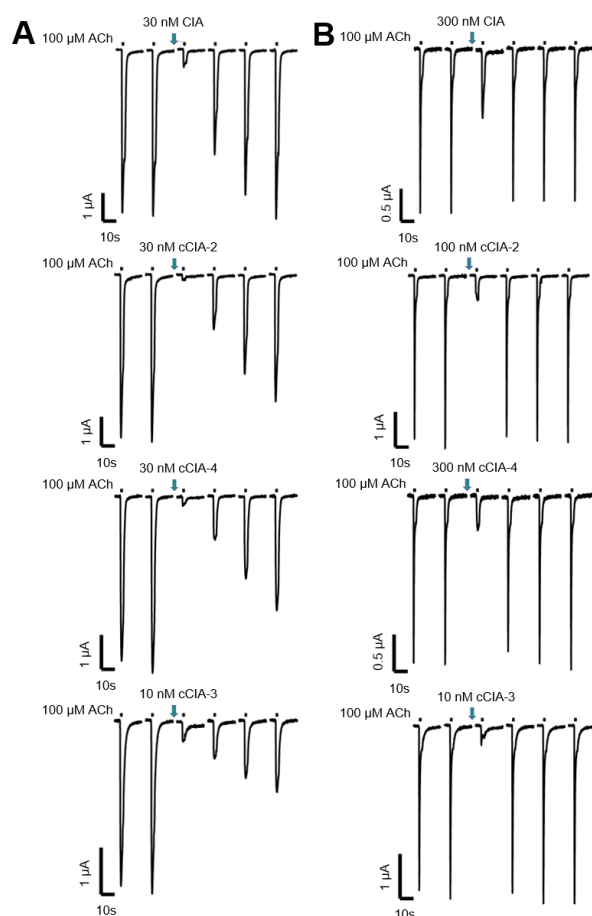 A
30 nM CIA
100 µM ACh
1 µA
10s
30 nM cCIA-2
100 µM ACh
1 µA
10s
30 nM cCIA-4
100 µM ACh
1 µA
10s
10 nM cCIA-3
100 µM ACh
1 µA
10s
B
300 nM CIA
100 µM ACh
0.5 µA
10s
100 nM cCIA-2
100 µM ACh
1 µA
10s
300 nM cCIA-4
100 µM ACh
0.5 µA
10s
10 nM cCIA-3
100 µM ACh
1 µA
10s